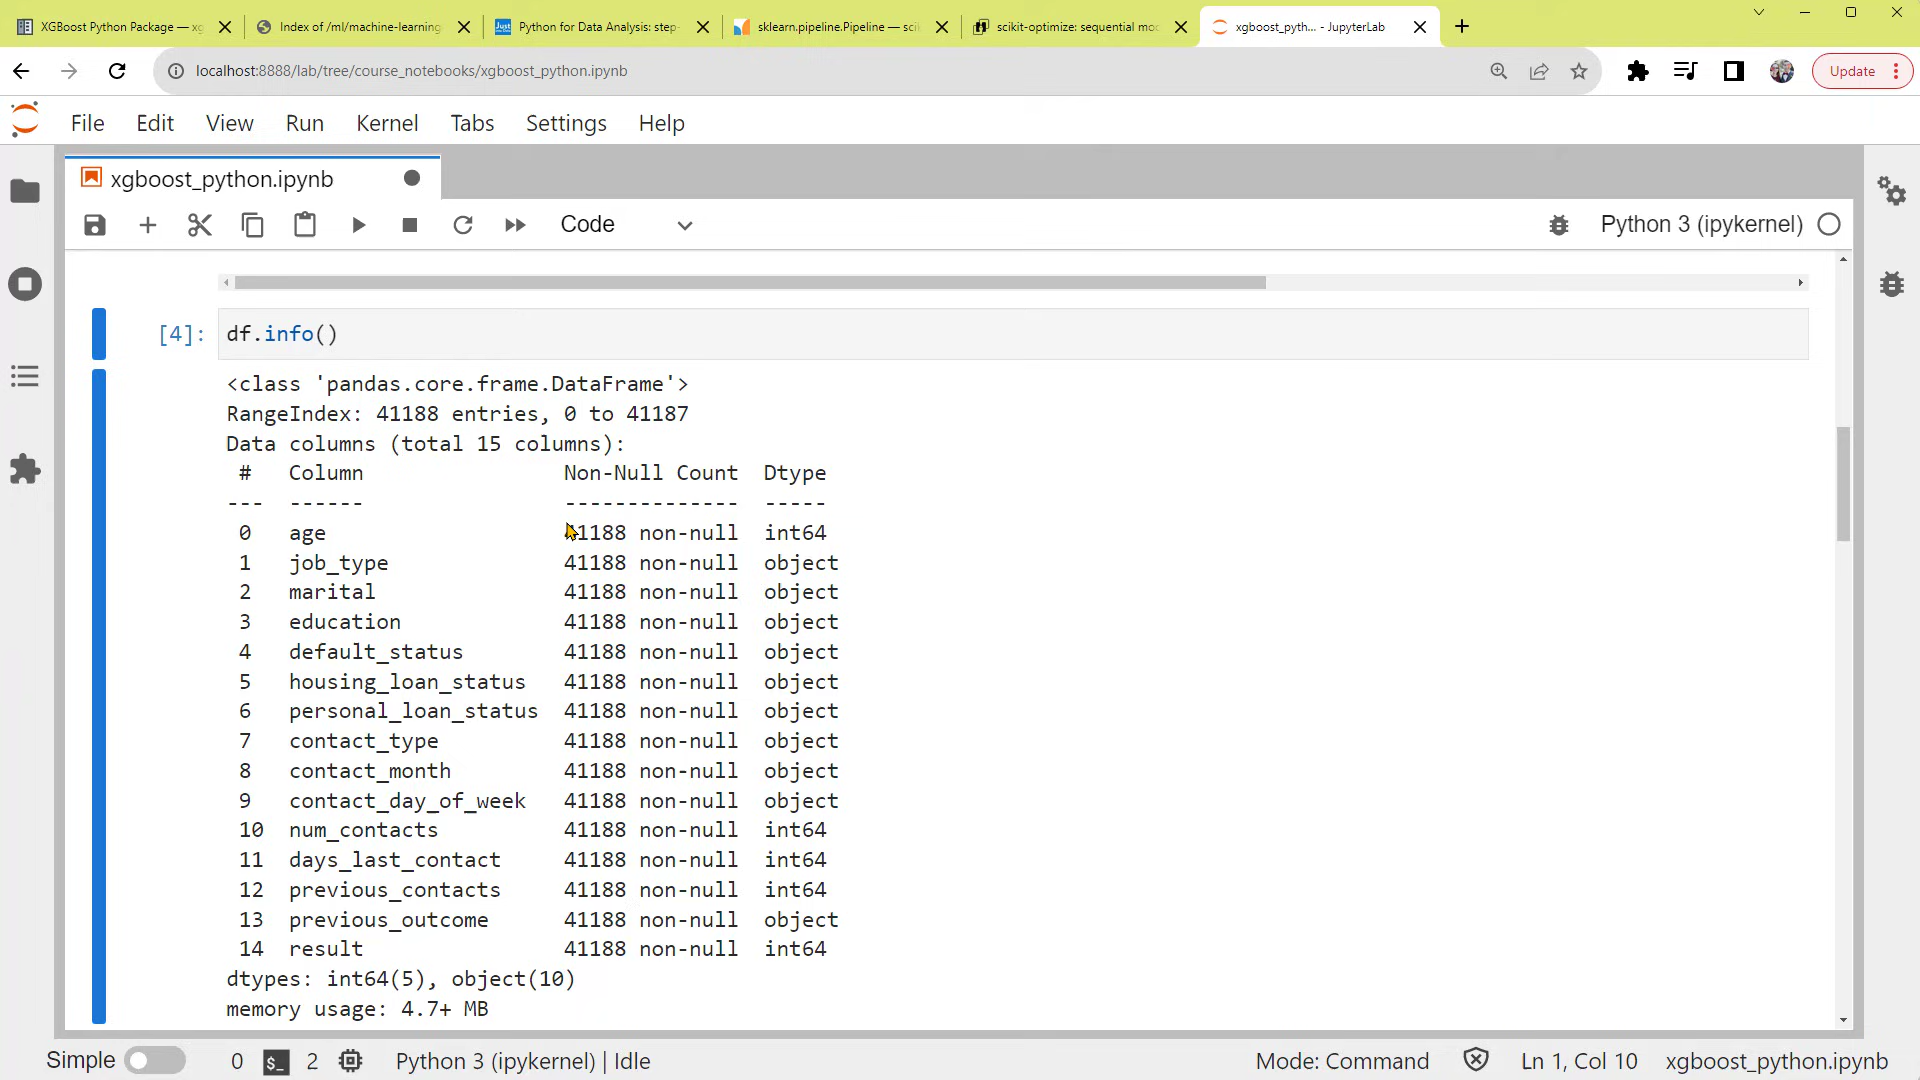 XGBoost Python Package — xg
Index of /ml/machine-learning
Python for Data Analysis: step-
sklearn.pipeline.Pipeline — sci
scikit-optimize: sequential mod
xgboost_pyth... - JupyterLab
localhost:8888/lab/tree/course_notebooks/xgboost_python.ipynb
Update
File Edit View Run Kernel Tabs Settings Help
xgboost_python.ipynb
Code
Python 3 (ipykernel)
[4]: df.info()
<class 'pandas.core.frame.DataFrame'>
RangeIndex: 41188 entries, 0 to 41187
Data columns (total 15 columns):
# Column Non-Null Count Dtype
--- ------ -------------- -----
0 age 41188 non-null int64
1 job_type 41188 non-null object
2 marital 41188 non-null object
3 education 41188 non-null object
4 default_status 41188 non-null object
5 housing_loan_status 41188 non-null object
6 personal_loan_status 41188 non-null object
7 contact_type 41188 non-null object
8 contact_month 41188 non-null object
9 contact_day_of_week 41188 non-null object
10 num_contacts 41188 non-null int64
11 days_last_contact 41188 non-null int64
12 previous_contacts 41188 non-null int64
13 previous_outcome 41188 non-null object
14 result 41188 non-null int64
dtypes: int64(5), object(10)
memory usage: 4.7+ MB
Simple 0 $_ 2 Python 3 (ipykernel) | Idle Mode: Command Ln 1, Col 10 xgboost_python.ipynb